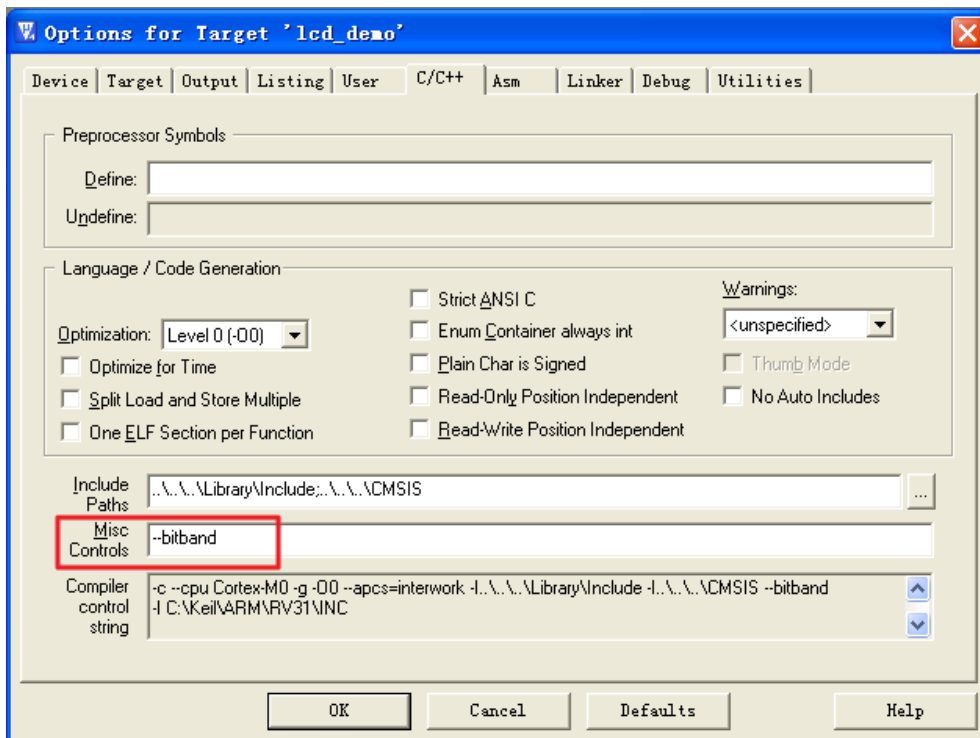 Options for Target 'lcd_demo'
Device Target Output Listing User C/C++ Asm Linker Debug Utilities
Preprocessor Symbols
Define:
Undefine:
Language / Code Generation
Optimization: Level 0 (-O0)
Optimize for Time
Split Load and Store Multiple
One ELF Section per Function
Strict ANSI C
Enum Container always int
Plain Char is Signed
Read-Only Position Independent
Read-Write Position Independent
Warnings:
<unspecified>
Thumb Mode
No Auto Includes
Include Paths ..\..\..\Library\Include;..\..\..\CMSIS ...
Misc Controls --bitband
Compiler control string
-c --cpu Cortex-M0 -g -O0 --apcs=interwork -I..\..\..\Library\Include -I..\..\..\CMSIS --bitband
-I C:\Keil\ARM\RV31\INC
OK Cancel Defaults Help